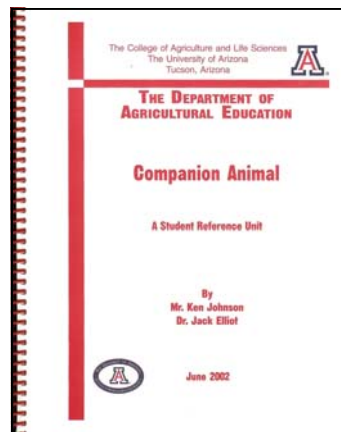 The College of Agriculture and Life Sciences
The University of Arizona
Tucson, Arizona
A
THE DEPARTMENT OF
AGRICULTURAL EDUCATION
Companion Animal
A Student Reference Unit
By
Mr. Ken Johnson
Dr. Jack Elliot
A
June 2002